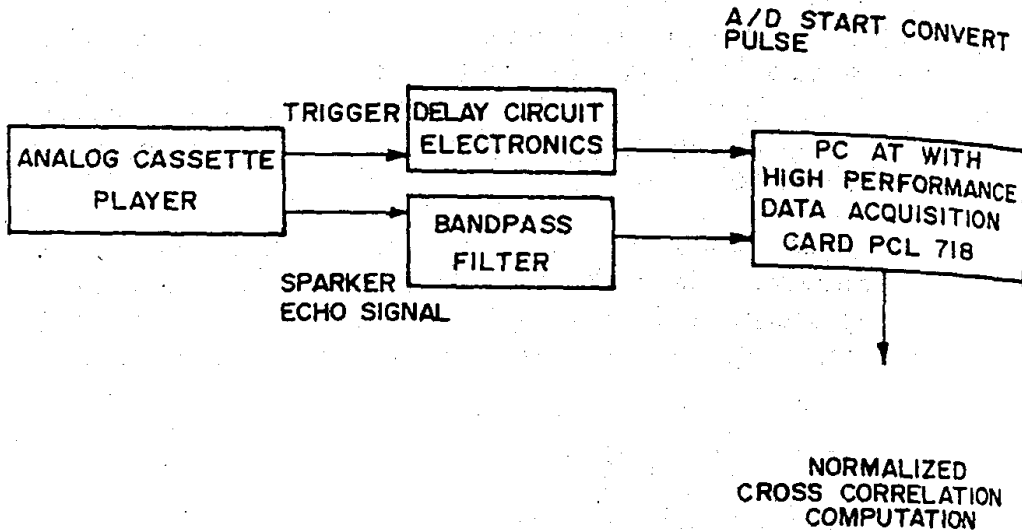 A/D START CONVERT
PULSE
TRIGGER
DELAY CIRCUIT
ELECTRONICS
ANALOG CASSETTE
PLAYER
PC AT WITH
HIGH PERFORMANCE
DATA ACQUISITION
CARD PCL 718
BANDPASS
FILTER
SPARKER
ECHO SIGNAL
NORMALIZED
CROSS CORRELATION
COMPUTATION